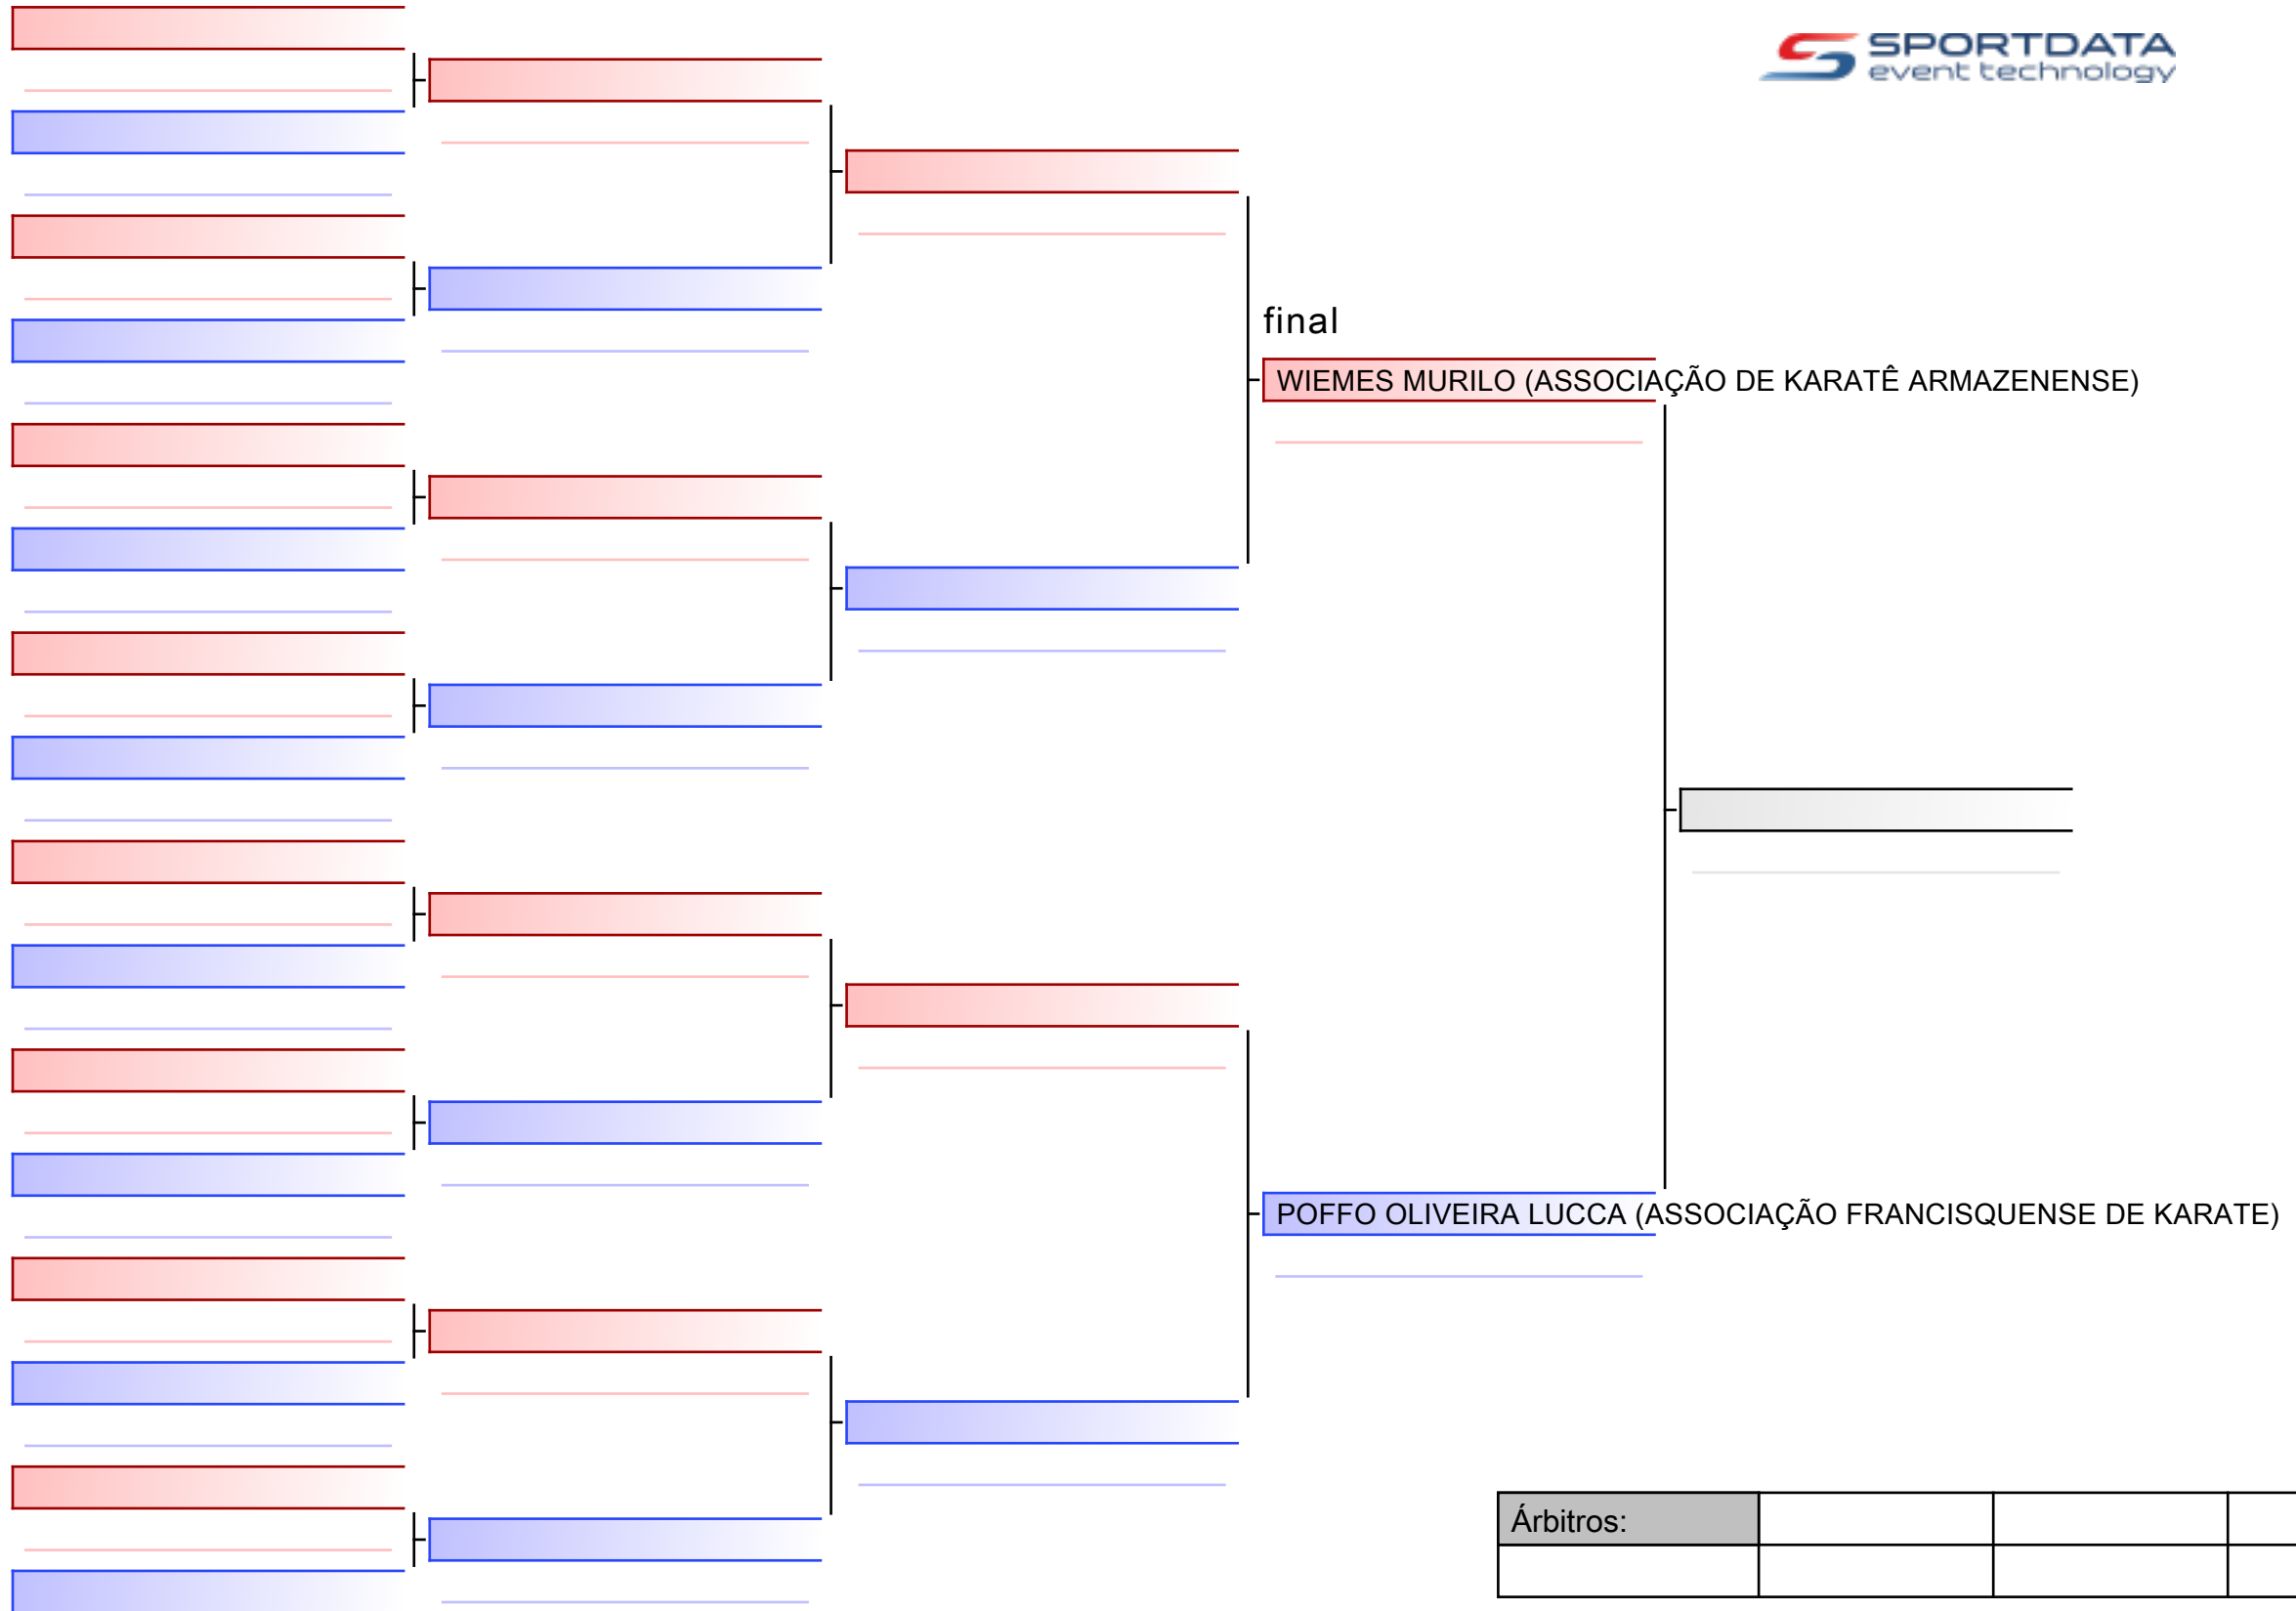 SPORTDATA
event technology
final
WIEMES MURILO (ASSOCIAÇÃO DE KARATÊ ARMAZENENSE)
POFFO OLIVEIRA LUCCA (ASSOCIAÇÃO FRANCISQUENSE DE KARATE)
Árbitros: